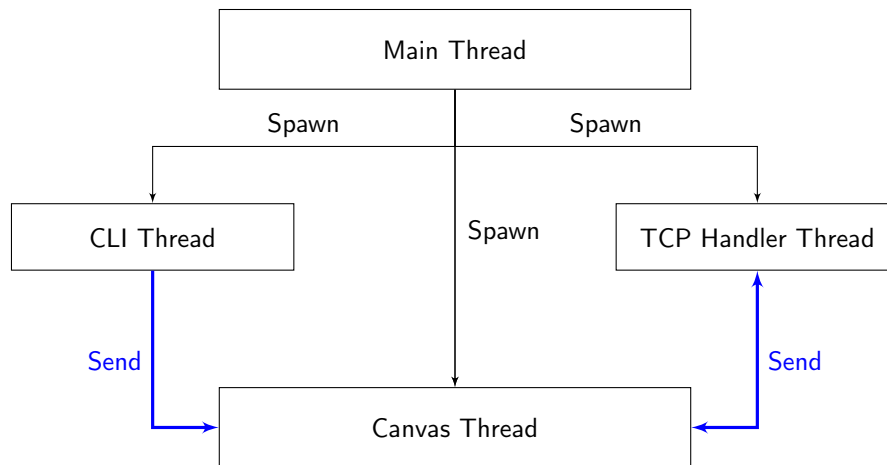 Main Thread
Spawn
Spawn
CLI Thread
Spawn
TCP Handler Thread
Send
Send
Canvas Thread